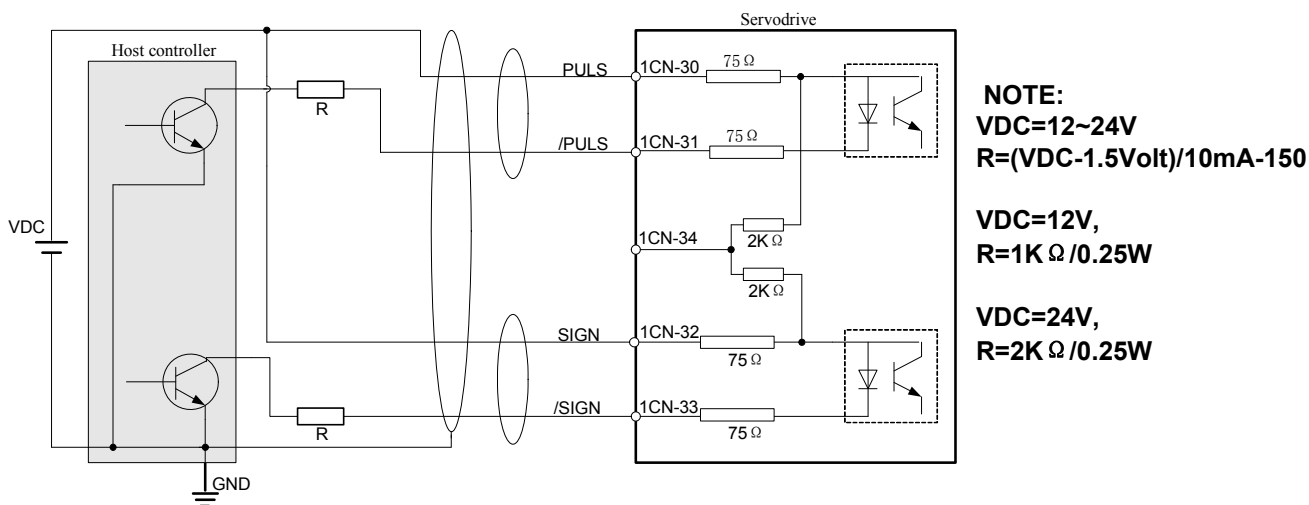 Servodrive
Host controller
PULS
1CN-30
75Ω
R
/PULS
1CN-31
75Ω
NOTE:
VDC=12~24V
R=(VDC-1.5Volt)/10mA-150
VDC
1CN-34
2KΩ
2KΩ
VDC=12V,
R=1KΩ/0.25W
SIGN
1CN-32
75Ω
VDC=24V,
R=2KΩ/0.25W
R
/SIGN
1CN-33
75Ω
GND